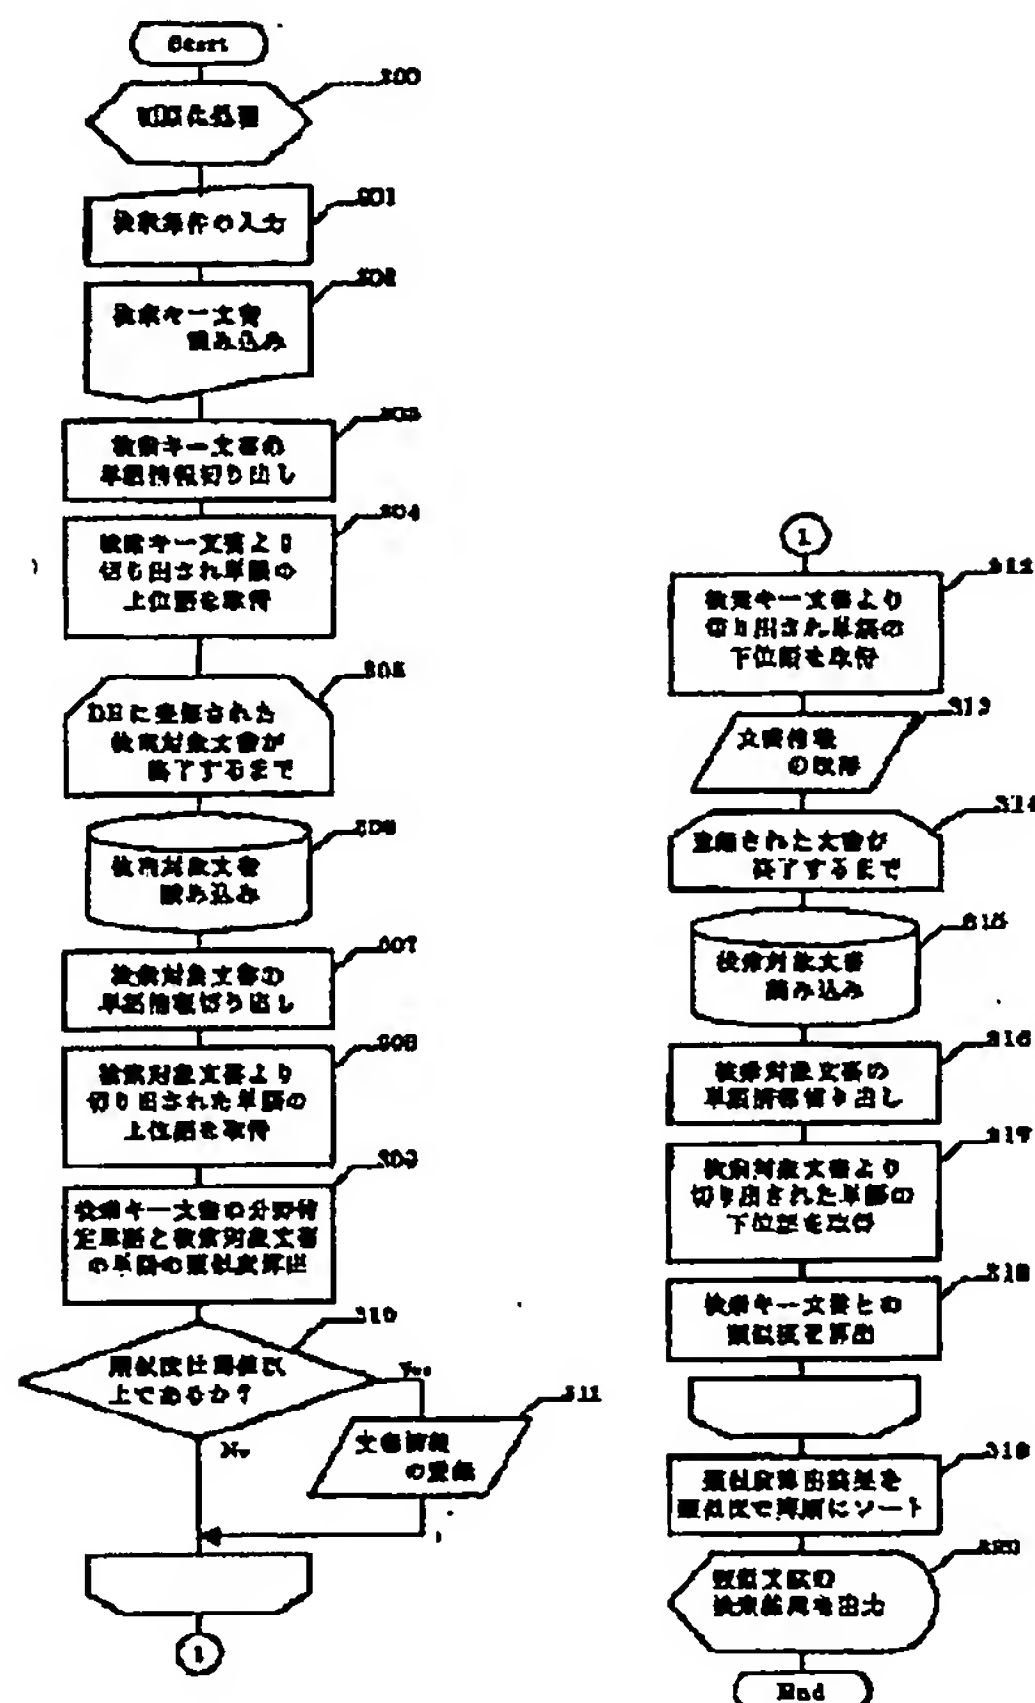 Start
初期化処理
検索条件の入力
検索キー文書
読み込み
検索キー文書の
単語情報切り出し
304
検索キー文書より
切り出され単語の
上位語を取得
305
DBに登録された
検索対象文書が
終了するまで
検索対象文書
読み込み
307
検索対象文書の
単語情報切り出し
検索対象文書より
切り出された単語の
上位語を取得
309
検索キー文書の分野特
定単語と検索対象文書
の単語の類似度算出
310
類似度は閾値以
上であるか?
Yes
No
311
文書情報
の登録
1
1
312
検索キー文書より
切り出され単語の
下位語を取得
313
文書情報
の取得
314
登録された文書が
終了するまで
315
検索対象文書
読み込み
316
検索対象文書の
単語情報切り出し
317
検索対象文書より
切り出された単語の
下位語を取得
318
検索キー文書との
類似度を算出
319
類似度算出結果を
類似度で降順にソート
320
類似文献の
検索結果を出力
End